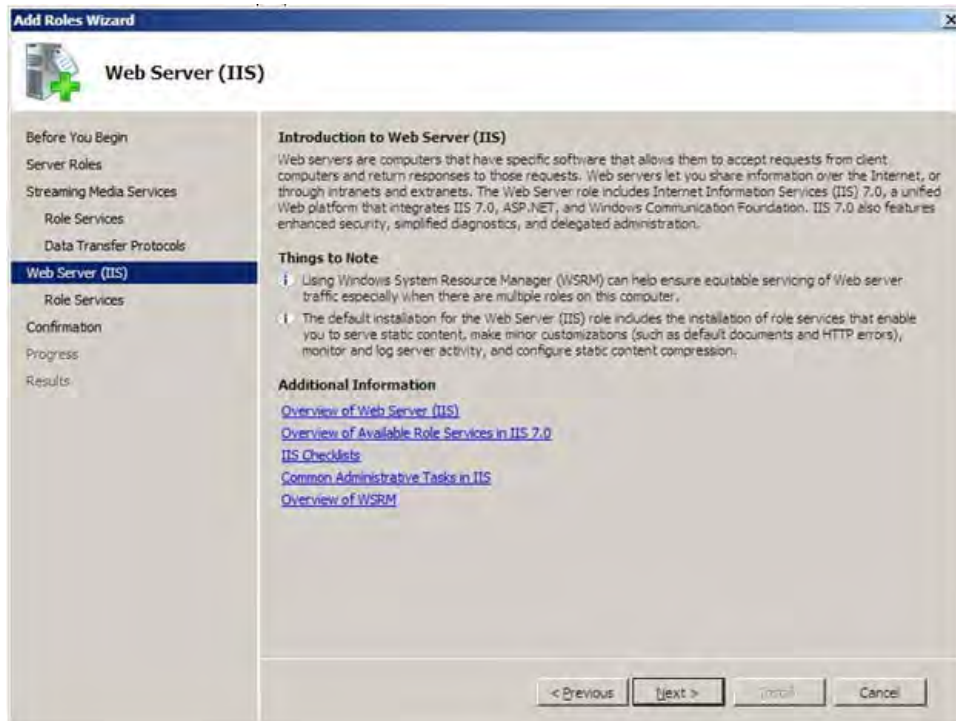 Add Roles Wizard
Web Server (IIS)
Before You Begin
Server Roles
Streaming Media Services
Role Services
Data Transfer Protocols
Web Server (IIS)
Role Services
Confirmation
Progress
Results
Introduction to Web Server (IIS)
Web servers are computers that have specific software that allows them to accept requests from client
computers and return responses to those requests. Web servers let you share information over the Internet, or
through intranets and extranets. The Web Server role includes Internet Information Services (IIS) 7.0, a unified
Web platform that integrates IIS 7.0, ASP.NET, and Windows Communication Foundation. IIS 7.0 also features
enhanced security, simplified diagnostics, and delegated administration.
Things to Note
Using Windows System Resource Manager (WSRM) can help ensure equitable servicing of Web server
traffic especially when there are multiple roles on this computer.
The default installation for the Web Server (IIS) role includes the installation of role services that enable
you to serve static content, make minor customizations (such as default documents and HTTP errors),
monitor and log server activity, and configure static content compression.
Additional Information
Overview of Web Server (IIS)
Overview of Available Role Services in IIS 7.0
IIS Checklists
Common Administrative Tasks in IIS
Overview of WSRM
< Previous
Next >
Install
Cancel